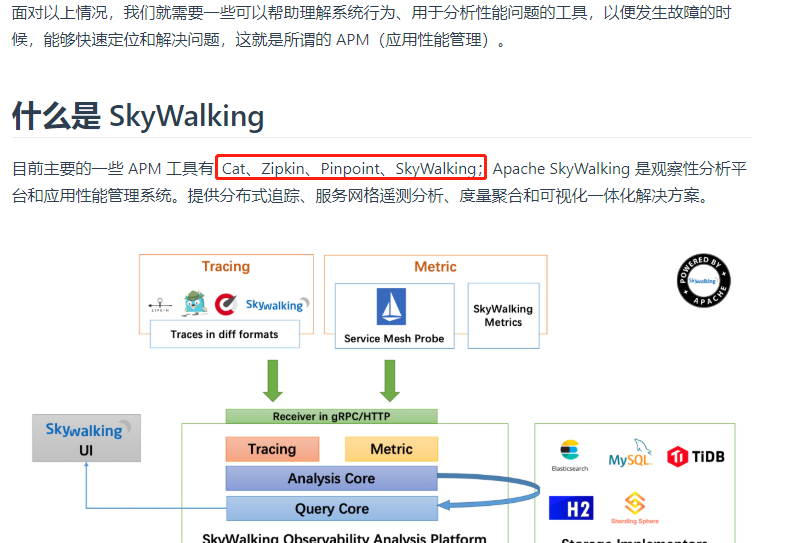 面对以上情况，我们就需要一些可以帮助理解系统行为、用于分析性能问题的工具，以便发生故障的时
候，能够快速定位和解决问题，这就是所谓的 APM（应用性能管理）。
什么是 SkyWalking
目前主要的一些 APM 工具有 Cat、Zipkin、Pinpoint、SkyWalking；Apache SkyWalking 是观察性分析平
台和应用性能管理系统。提供分布式追踪、服务网格遥测分析、度量聚合和可视化一体化解决方案。
Tracing
ZIPKIN
Skywalking
Traces in diff formats
Metric
Service Mesh Probe
SkyWalking
Metrics
POWERED BY
Skywalking
APACHE
Receiver in gRPC/HTTP
Skywalking
UI
Tracing
Metric
Analysis Core
Query Core
SkyWalking Observability Analysis Platform
Elasticsearch
MySQL
TiDB
H2
Sharding Sphere
Storage Implementors